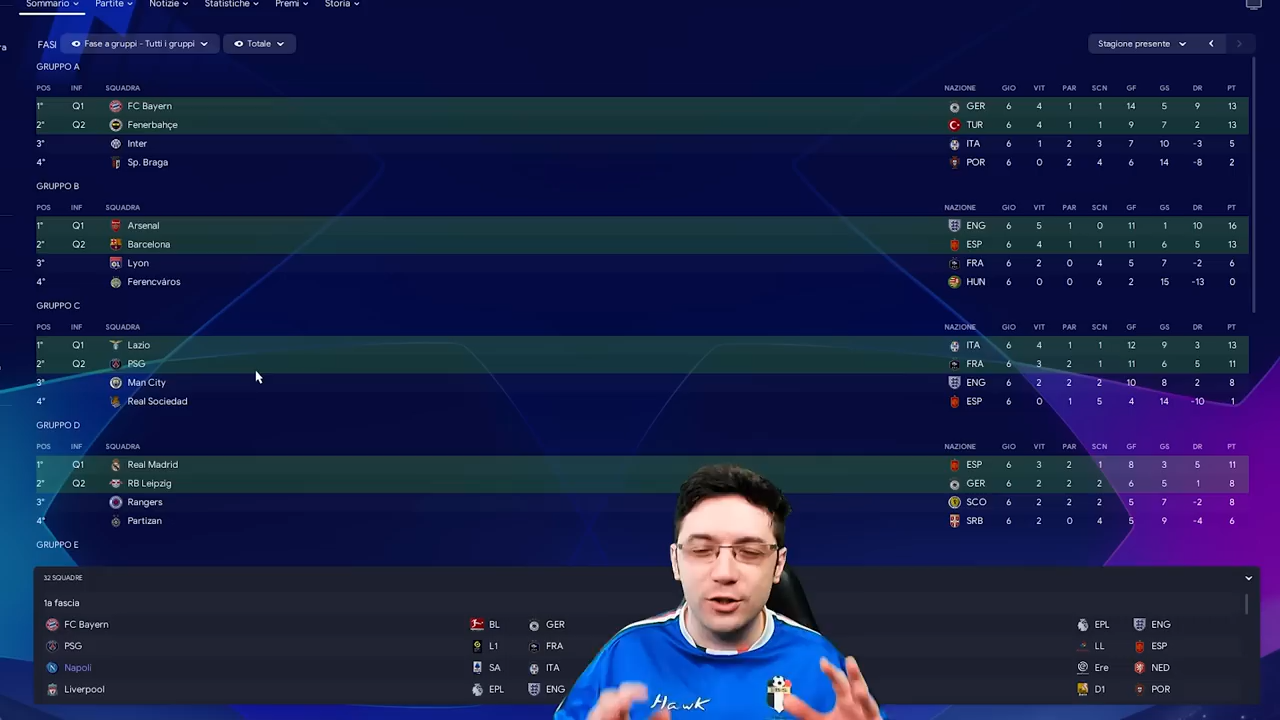 Sommario Partite Notizie Statistiche Premi Storia
FASI Fase a gruppi - Tutti i gruppi Totale Stagione presente
GRUPPO A
POS INF SQUADRA NAZIONE GIO VIT PAR SCN GF GS DR PT
1° Q1 FC Bayern GER 6 4 1 1 14 5 9 13
2° Q2 Fenerbahçe TUR 6 4 1 1 9 7 2 13
3° Inter ITA 6 1 2 3 7 10 -3 5
4° Sp. Braga POR 6 0 2 4 6 14 -8 2
GRUPPO B
POS INF SQUADRA NAZIONE GIO VIT PAR SCN GF GS DR PT
1° Q1 Arsenal ENG 6 5 1 0 11 1 10 16
2° Q2 Barcelona ESP 6 4 1 1 11 6 5 13
3° Lyon FRA 6 2 0 4 5 7 -2 6
4° Ferencváros HUN 6 0 0 6 2 15 -13 0
GRUPPO C
POS INF SQUADRA NAZIONE GIO VIT PAR SCN GF GS DR PT
1° Q1 Lazio ITA 6 4 1 1 12 9 3 13
2° Q2 PSG FRA 6 3 2 1 11 6 5 11
3° Man City ENG 6 2 2 2 10 8 2 8
4° Real Sociedad ESP 6 0 1 5 4 14 -10 1
GRUPPO D
POS INF SQUADRA NAZIONE GIO VIT PAR SCN GF GS DR PT
1° Q1 Real Madrid ESP 6 3 2 1 8 3 5 11
2° Q2 RB Leipzig GER 6 2 2 2 6 5 1 8
3° Rangers SCO 6 2 2 2 5 7 -2 8
4° Partizan SRB 6 2 0 4 5 9 -4 6
GRUPPO E
32 SQUADRE
1a fascia
FC Bayern BL GER EPL ENG
PSG L1 FRA LL ESP
Napoli SA ITA Ere NED
Liverpool EPL ENG D1 POR
Hawk